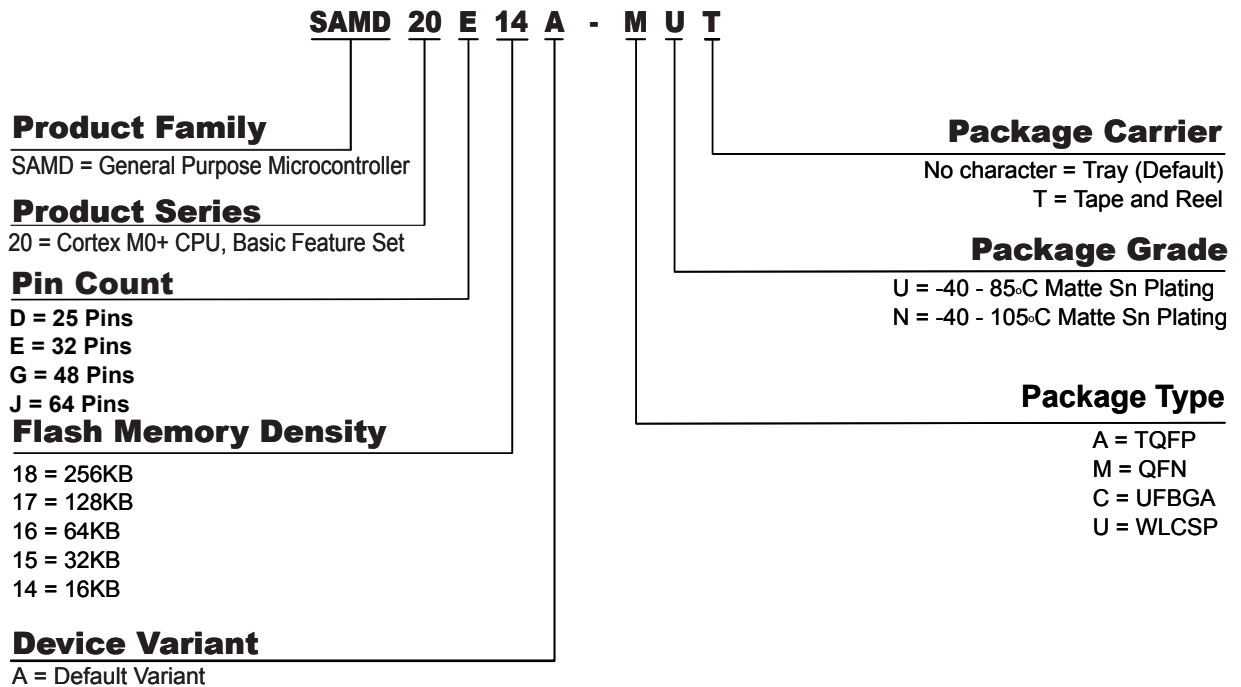 SAMD 20 E 14 A - M U T
Product Family
SAMD = General Purpose Microcontroller
Product Series
20 = Cortex M0+ CPU, Basic Feature Set
Pin Count
D = 25 Pins
E = 32 Pins
G = 48 Pins
J = 64 Pins
Flash Memory Density
18 = 256KB
17 = 128KB
16 = 64KB
15 = 32KB
14 = 16KB
Device Variant
A = Default Variant
Package Carrier
No character = Tray (Default)
T = Tape and Reel
Package Grade
U = -40 - 85°C Matte Sn Plating
N = -40 - 105°C Matte Sn Plating
Package Type
A = TQFP
M = QFN
C = UFBGA
U = WLCSP